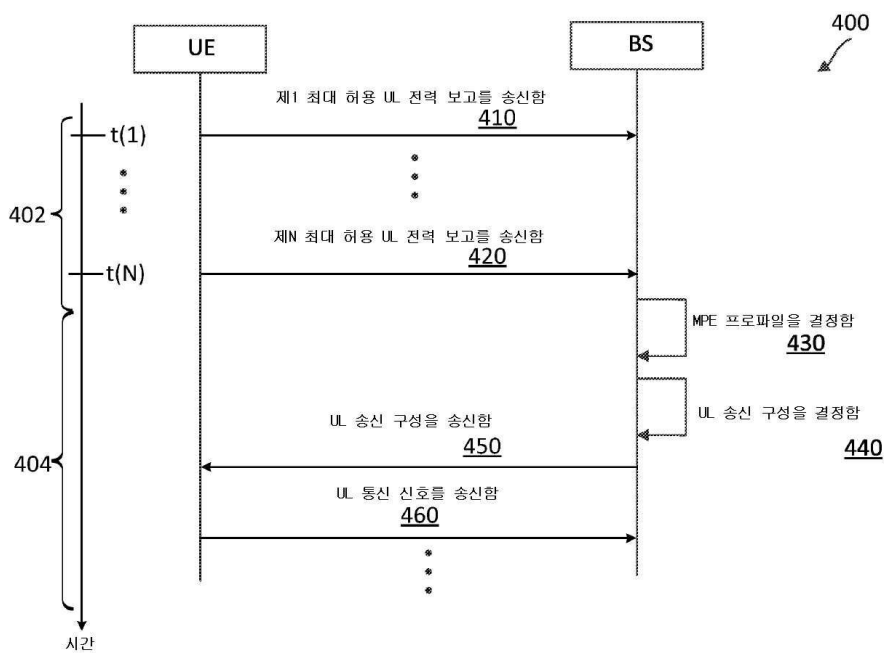 400
UE
BS
제1 최대 허용 UL 전력 보고를 송신함
410
t(1)
402
제N 최대 허용 UL 전력 보고를 송신함
420
t(N)
MPE 프로파일을 결정함
430
UL 송신 구성을 결정함
440
UL 송신 구성을 송신함
450
404
UL 통신 신호를 송신함
460
시간